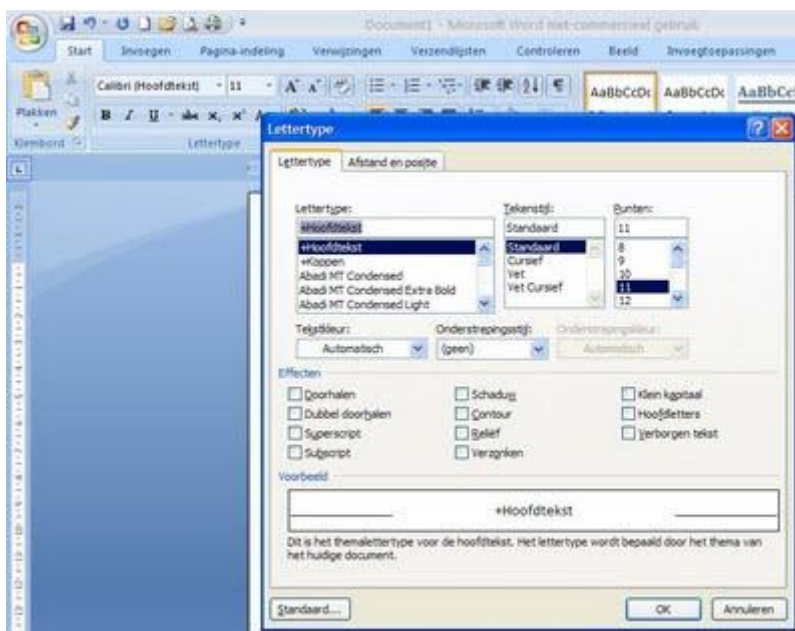 Document1 - Microsoft Word niet-commercieel gebruik
Start Invoegen Pagina-indeling Verwijzingen Verzendlijsten Controleren Beeld Invoegtoepassingen
Calibri (Hoofdtekst) 11
AaBbCcDc AaBbCcDc AaBbCc
Plakken
B I U abc x, x²
Klembord Lettertype
Lettertype
Lettertype Afstand en positie
Lettertype: Tekenstijl: Punten:
+Hoofdtekst Standaard 11
+Hoofdtekst Standaard 8
+Koppen Cursief 9
Abadi MT Condensed Vet 10
Abadi MT Condensed Extra Bold Vet Cursief 11
Abadi MT Condensed Light 12
Tekstkleur: Onderstrepingsstijl: Onderstrepingskleur:
Automatisch (geen) Automatisch
Effecten
Doorhalen Schaduw Klein kapitaal
Dubbel doorhalen Contour Hoofdletters
Superscript Reliëf Verborgen tekst
Subscript Verzonken
Voorbeeld
+Hoofdtekst
Dit is het themalettertype voor de hoofdtekst. Het lettertype wordt bepaald door het thema van
het huidige document.
Standaard... OK Annuleren